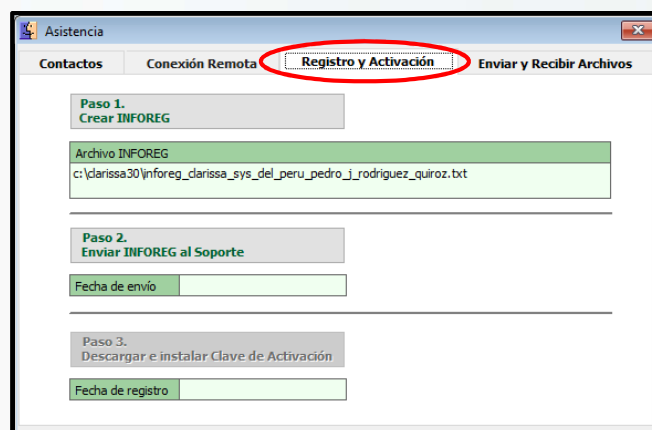 Asistencia
Contactos Conexión Remota Registro y Activación Enviar y Recibir Archivos
Paso 1.
Crear INFOREG
Archivo INFOREG
c:\clarissa30\inforeg_clarissa_sys_del_peru_pedro_j_rodriguez_quiroz.txt
Paso 2.
Enviar INFOREG al Soporte
Fecha de envío
Paso 3.
Descargar e instalar Clave de Activación
Fecha de registro